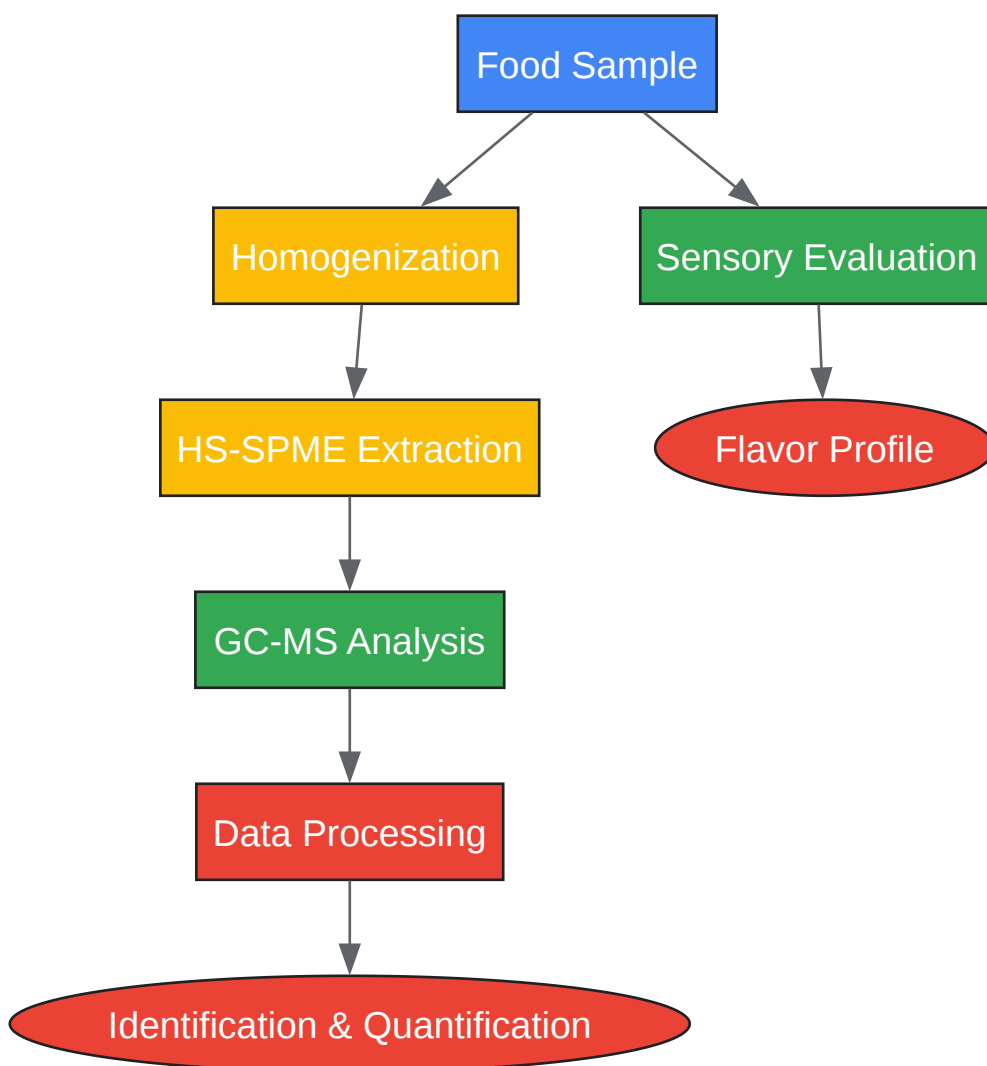 Food Sample
Homogenization
Sensory Evaluation
HS-SPME Extraction
Flavor Profile
GC-MS Analysis
Data Processing
Identification & Quantification